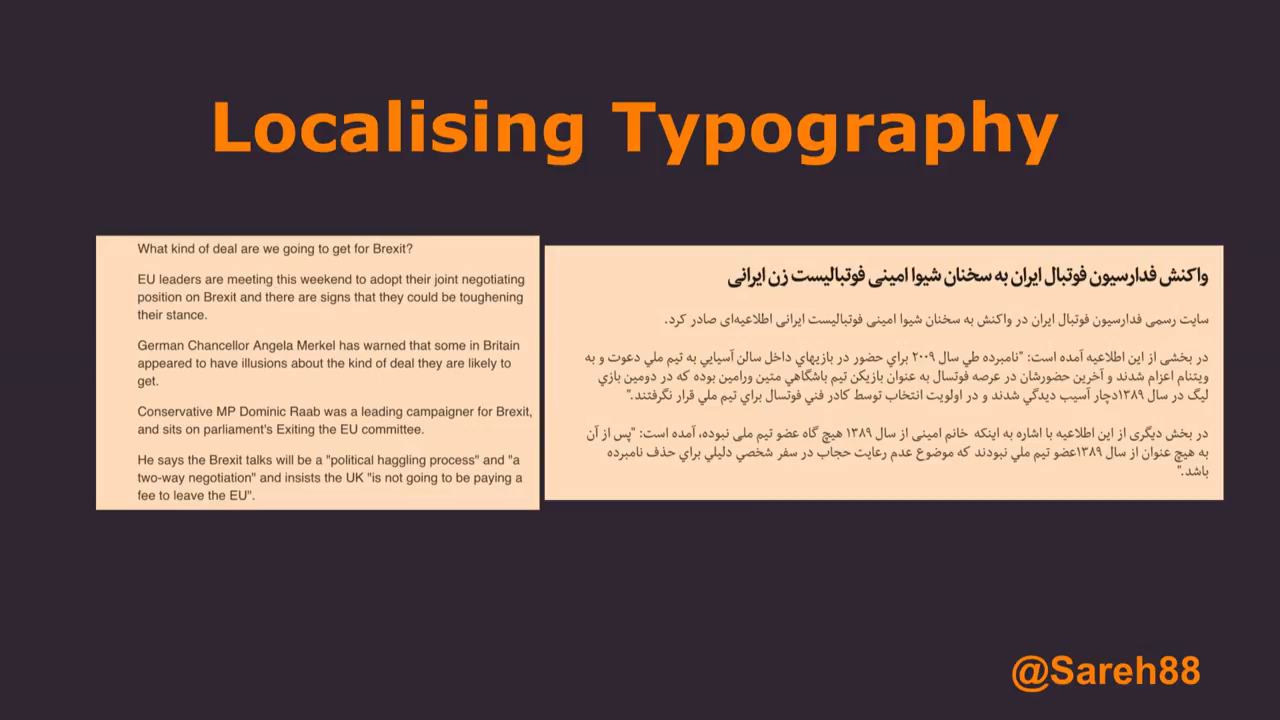 Localising Typography
What kind of deal are we going to get for Brexit?
EU leaders are meeting this weekend to adopt their joint negotiating
position on Brexit and there are signs that they could be toughening
their stance.
German Chancellor Angela Merkel has warned that some in Britain
appeared to have illusions about the kind of deal they are likely to
get.
Conservative MP Dominic Raab was a leading campaigner for Brexit,
and sits on parliament's Exiting the EU committee.
He says the Brexit talks will be a "political haggling process" and "a
two-way negotiation" and insists the UK "is not going to be paying a
fee to leave the EU".
واکنش فدارسیون فوتبال ایران به سخنان شیوا امینی فوتبالیست زن ایرانی
سایت رسمی فدارسیون فوتبال ایران در واکنش به سخنان شیوا امینی فوتبالیست ایرانی اطلاعیه‌ای صادر کرد.
در بخشی از این اطلاعیه آمده است: "نامبرده طي سال ۲۰۰۹ براي حضور در بازيهاي داخل سالن آسيايي به تيم ملي دعوت و به
ويتنام اعزام شدند و آخرين حضورشان در عرصه فوتسال به عنوان بازيكن تيم باشگاهي متين ورامين بوده كه در دومين بازي
ليگ در سال ۱۳۸۹دچار آسيب ديدگي شدند و در اولويت انتخاب توسط كادر فني فوتسال براي تيم ملي قرار نگرفتند."
در بخش دیگری از این اطلاعیه با اشاره به اینکه خانم امینی از سال ۱۳۸۹ هیچ گاه عضو تیم ملی نبوده، آمده است: "پس از آن
به هيچ عنوان از سال ۱۳۸۹عضو تيم ملي نبودند كه موضوع عدم رعايت حجاب در سفر شخصي دليلي براي حذف نامبرده
باشد."
@Sareh88